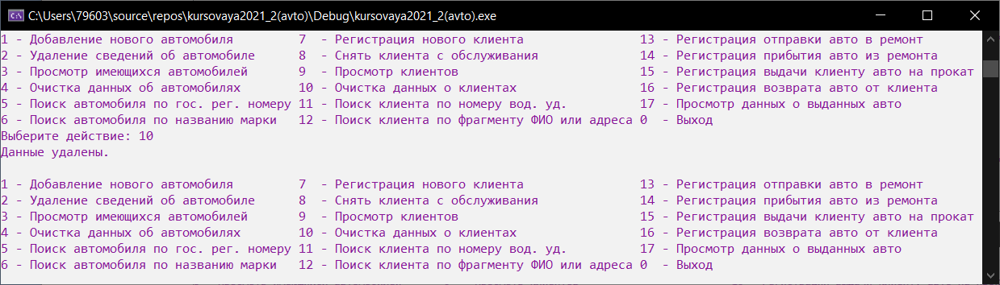 C:\Users\79603\source\repos\kursovaya2021_2(avto)\Debug\kursovaya2021_2(avto).exe
1 - Добавление нового автомобиля 7 - Регистрация нового клиента 13 - Регистрация отправки авто в ремонт
2 - Удаление сведений об автомобиле 8 - Снять клиента с обслуживания 14 - Регистрация прибытия авто из ремонта
3 - Просмотр имеющихся автомобилей 9 - Просмотр клиентов 15 - Регистрация выдачи клиенту авто на прокат
4 - Очистка данных об автомобилях 10 - Очистка данных о клиентах 16 - Регистрация возврата авто от клиента
5 - Поиск автомобиля по гос. рег. номеру 11 - Поиск клиента по номеру вод. уд. 17 - Просмотр данных о выданных авто
6 - Поиск автомобиля по названию марки 12 - Поиск клиента по фрагменту ФИО или адреса 0 - Выход
Выберите действие: 10
Данные удалены.
1 - Добавление нового автомобиля 7 - Регистрация нового клиента 13 - Регистрация отправки авто в ремонт
2 - Удаление сведений об автомобиле 8 - Снять клиента с обслуживания 14 - Регистрация прибытия авто из ремонта
3 - Просмотр имеющихся автомобилей 9 - Просмотр клиентов 15 - Регистрация выдачи клиенту авто на прокат
4 - Очистка данных об автомобилях 10 - Очистка данных о клиентах 16 - Регистрация возврата авто от клиента
5 - Поиск автомобиля по гос. рег. номеру 11 - Поиск клиента по номеру вод. уд. 17 - Просмотр данных о выданных авто
6 - Поиск автомобиля по названию марки 12 - Поиск клиента по фрагменту ФИО или адреса 0 - Выход